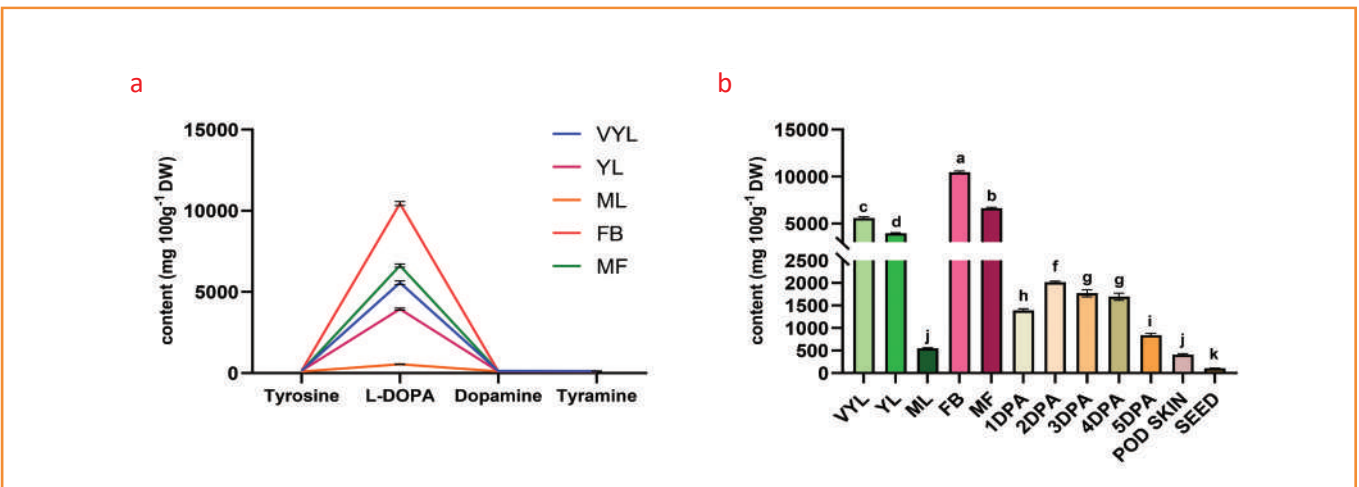 a
15000
10000
5000
0
content (mg 100g⁻¹ DW)
Tyrosine L-DOPA Dopamine Tyramine
VYL
YL
ML
FB
MF
b
15000
10000
5000
2500
2000
1500
1000
500
0
content (mg 100g⁻¹ DW)
c d j a b h f g g i j k
VYL YL ML FB MF 1DPA 2DPA 3DPA 4DPA 5DPA POD SKIN SEED